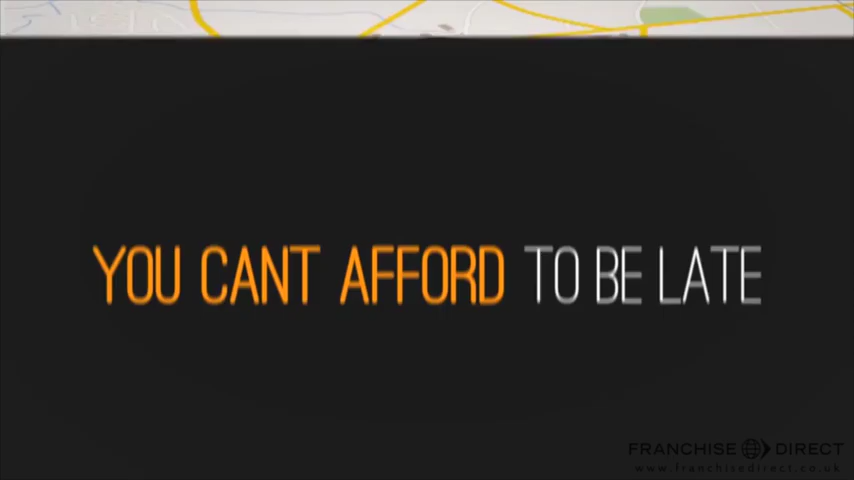 YOU CANT AFFORD TO BE LATE
FRANCHISE DIRECT
www.franchisedirect.co.uk